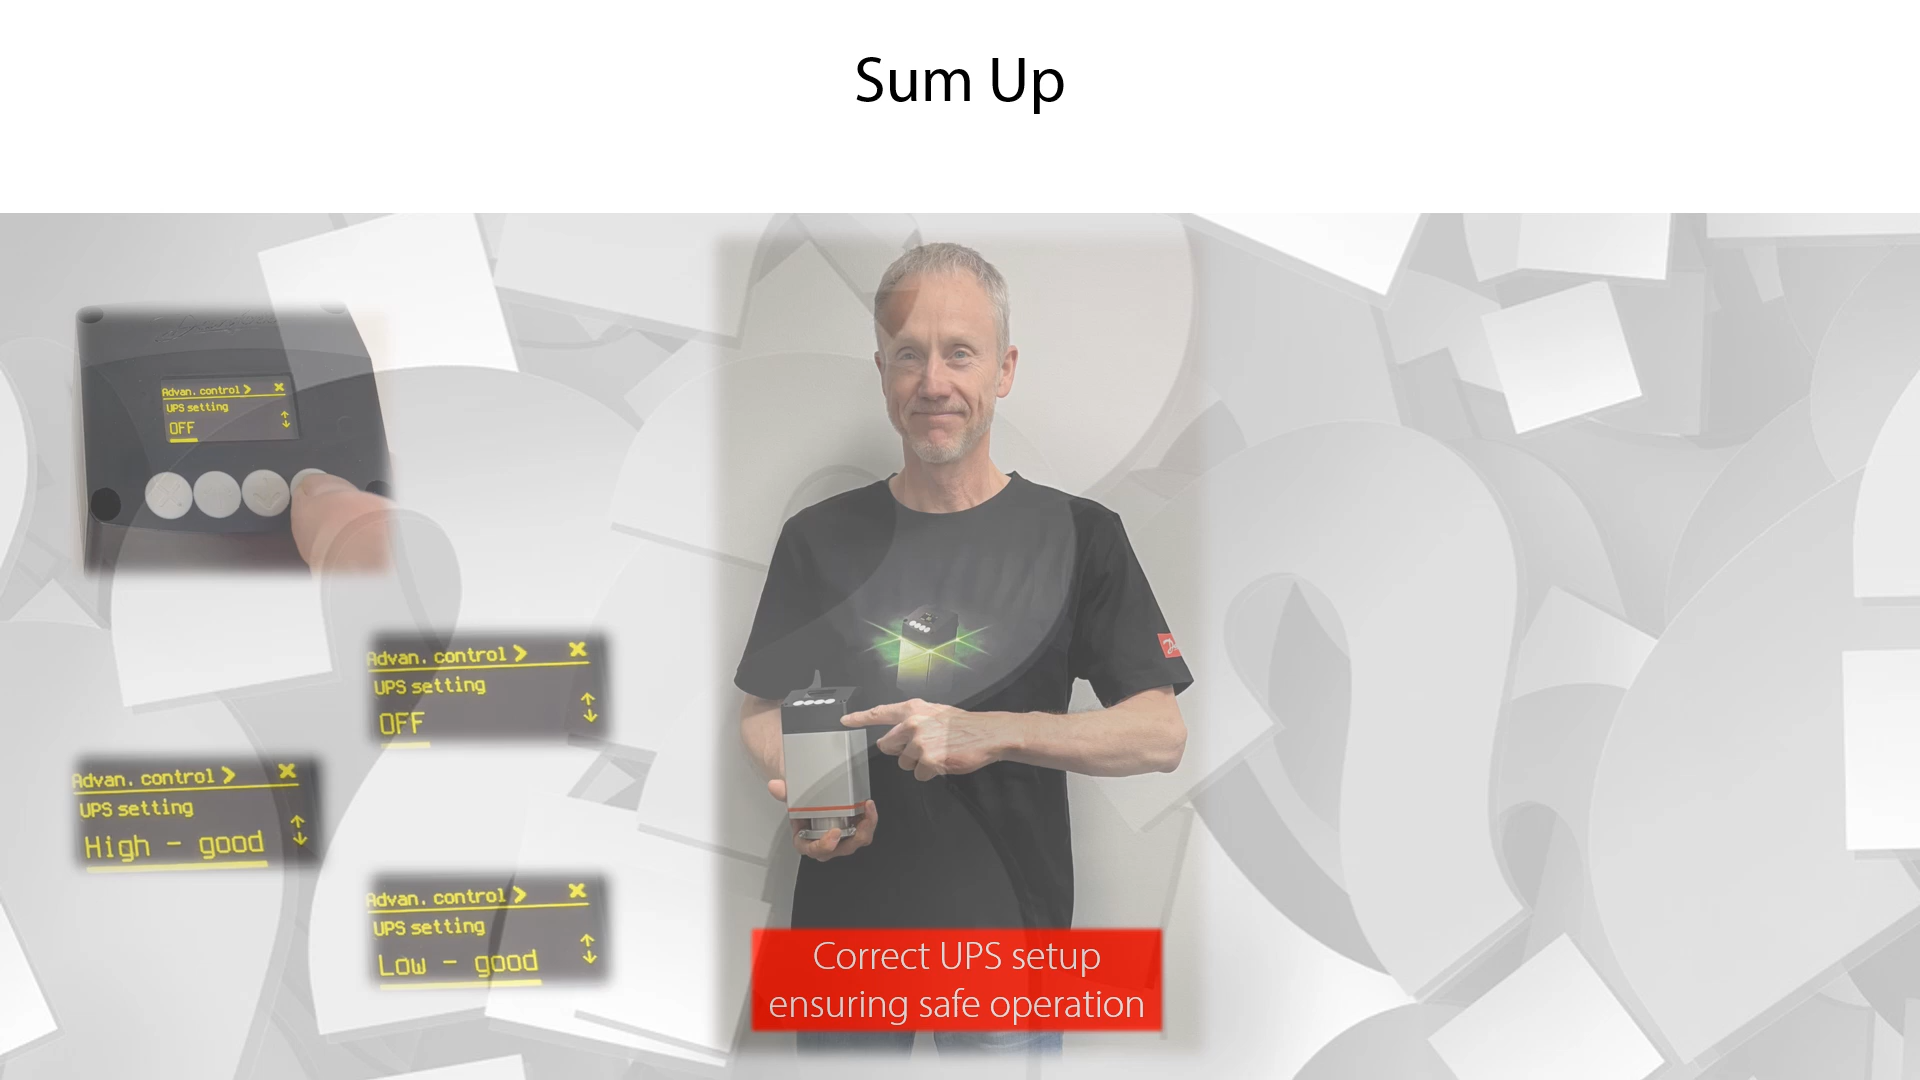 Sum Up
Advan. control >
UPS setting
OFF
Advan. control >
UPS setting
OFF
Advan. control >
UPS setting
High - good
Advan. control >
UPS setting
Low - good
Correct UPS setup
ensuring safe operation